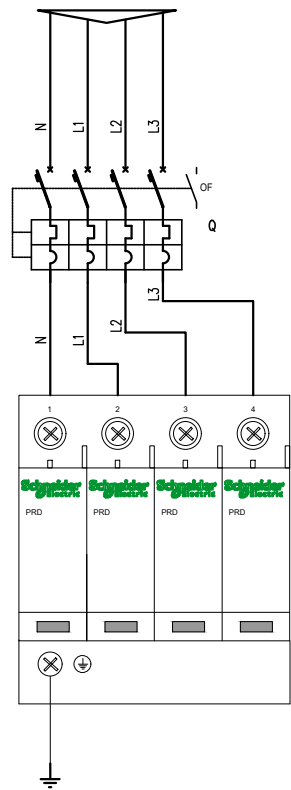 N L1 L2 L3
OF
Q
N L1 L2 L3
1 2 3 4
Schneider Electric Schneider Electric Schneider Electric Schneider Electric
PRD PRD PRD PRD